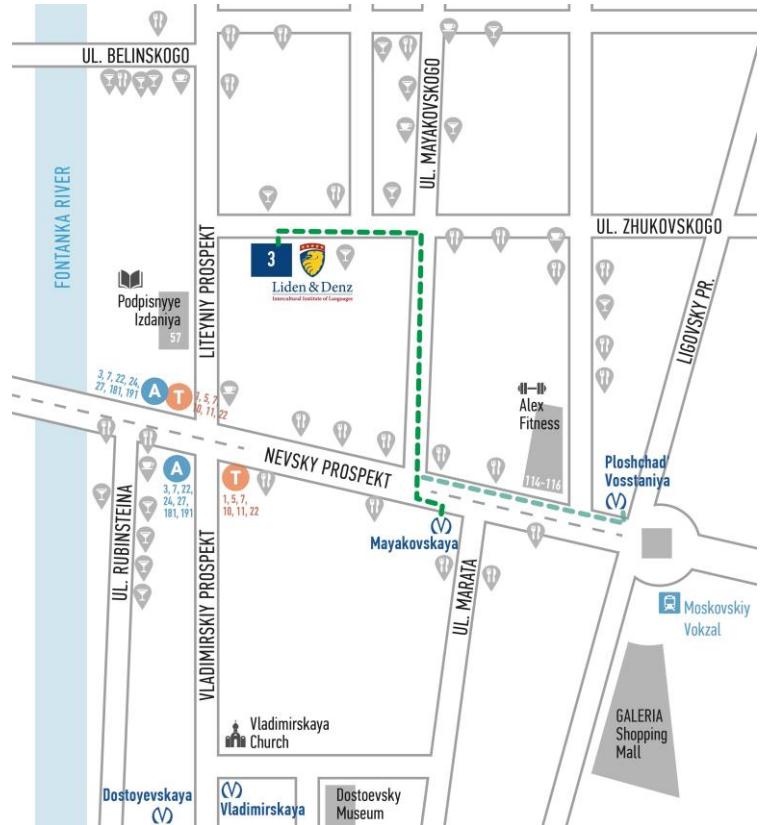 UL. BELINSKOGO
FONTANKA RIVER
UL. MAYAKOVSKOGO
UL. ZHUKOVSKOGO
LITEYNIY PROSPEKT
LIGOVSKY PR.
3
Liden & Denz
Intercultural Institute of Languages
Podpisnyye
Izdaniya
57
3, 7, 22, 24,
27, 181, 191
A
T
1, 5, 7,
10, 11, 22
Alex
Fitness
114-116
NEVSKY PROSPEKT
Ploshchad'
Vosstaniya
A
3, 7, 22,
24, 27,
181, 191
T
1, 5, 7,
10, 11, 22
Mayakovskaya
UL. RUBINSTEINA
VLADIMIRSKIY PROSPEKT
UL. MARATA
Moskovskiy
Vokzal
GALERIA
Shopping
Mall
Vladimirskaya
Church
Dostoyevskaya
Vladimirskaya
Dostoevsky
Museum